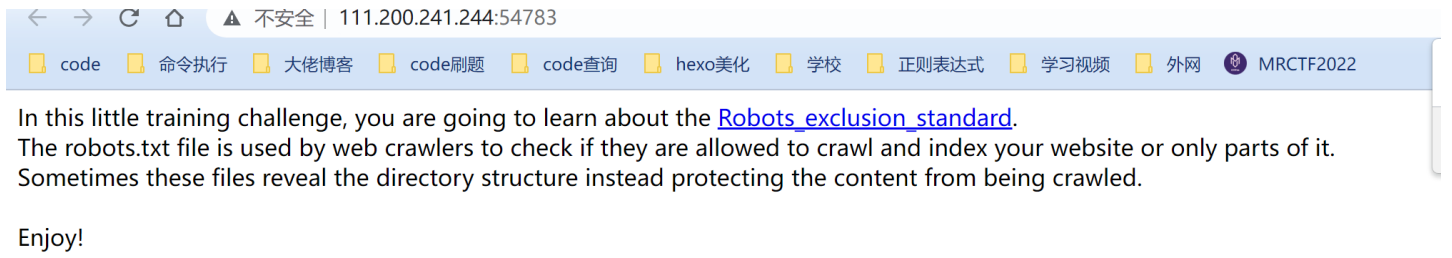 不安全 | 111.200.241.244:54783
code 命令执行 大佬博客 code刷题 code查询 hexo美化 学校 正则表达式 学习视频 外网 MRCTF2022
In this little training challenge, you are going to learn about the Robots_exclusion_standard.
The robots.txt file is used by web crawlers to check if they are allowed to crawl and index your website or only parts of it.
Sometimes these files reveal the directory structure instead protecting the content from being crawled.
Enjoy!